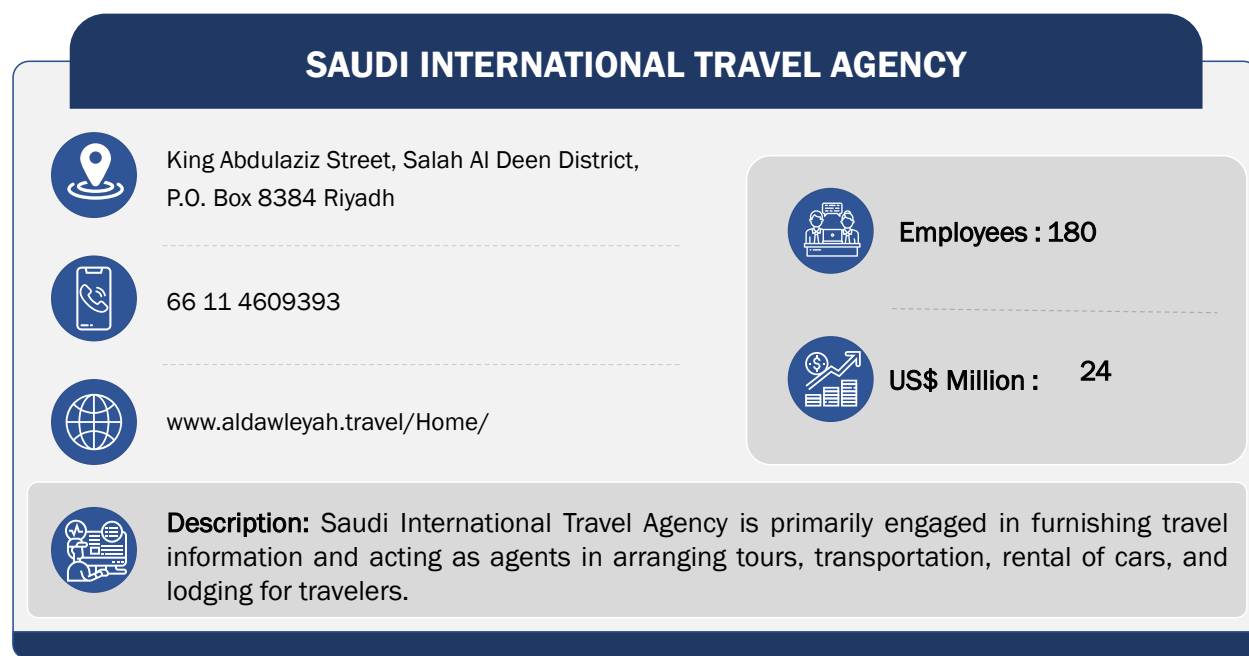 SAUDI INTERNATIONAL TRAVEL AGENCY
King Abdulaziz Street, Salah Al Deen District,
P.O. Box 8384 Riyadh
66 11 4609393
www.aldawleyah.travel/Home/
Employees : 180
US$ Million : 24
Description: Saudi International Travel Agency is primarily engaged in furnishing travel
information and acting as agents in arranging tours, transportation, rental of cars, and
lodging for travelers.